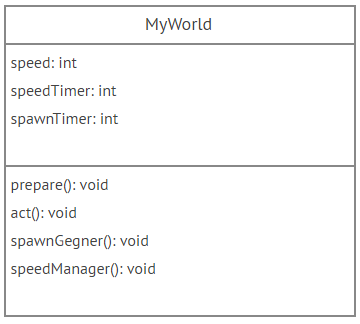 MyWorld
speed: int
speedTimer: int
spawnTimer: int
prepare(): void
act(): void
spawnGegner(): void
speedManager(): void